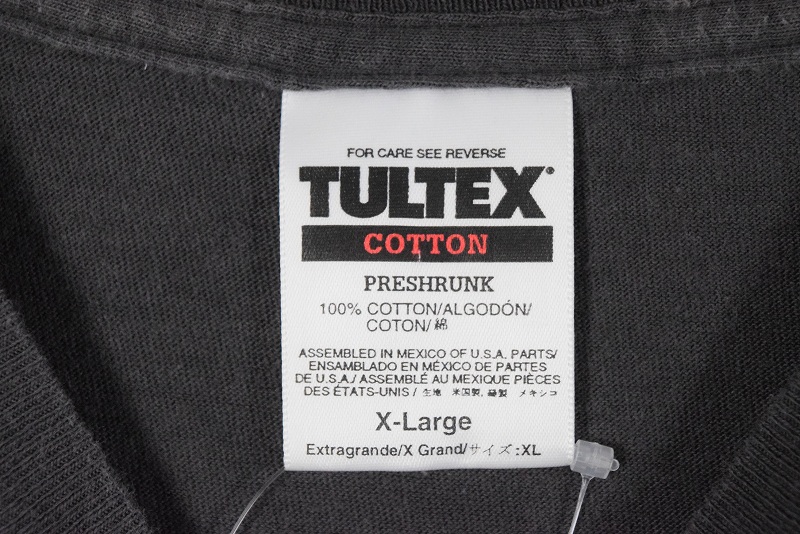 FOR CARE SEE REVERSE
TULTEX®
COTTON
PRESHRUNK
100% COTTON/ALGODÓN/
COTON/綿
ASSEMBLED IN MEXICO OF U.S.A. PARTS/
ENSAMBLADO EN MÉXICO DE PARTES
DE U.S.A./ ASSEMBLÉ AU MEXIQUE PIÈCES
DES ÉTATS-UNIS / 生地 米国製, 縫製 メキシコ
X-Large
Extragrande/X Grand/サイズ:XL